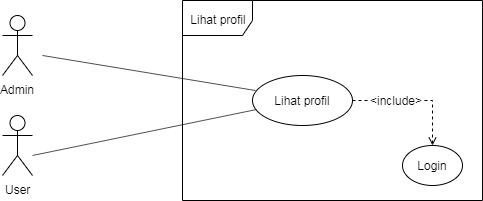 Lihat profil
Admin
Lihat profil
<include>
User
Login